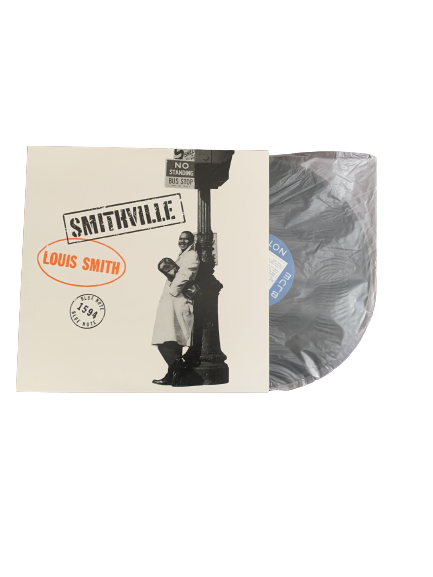 NO
STANDING
BUS STOP
SMITHVILLE
LOUIS SMITH
BLUE NOTE
1594
BLUE NOTE